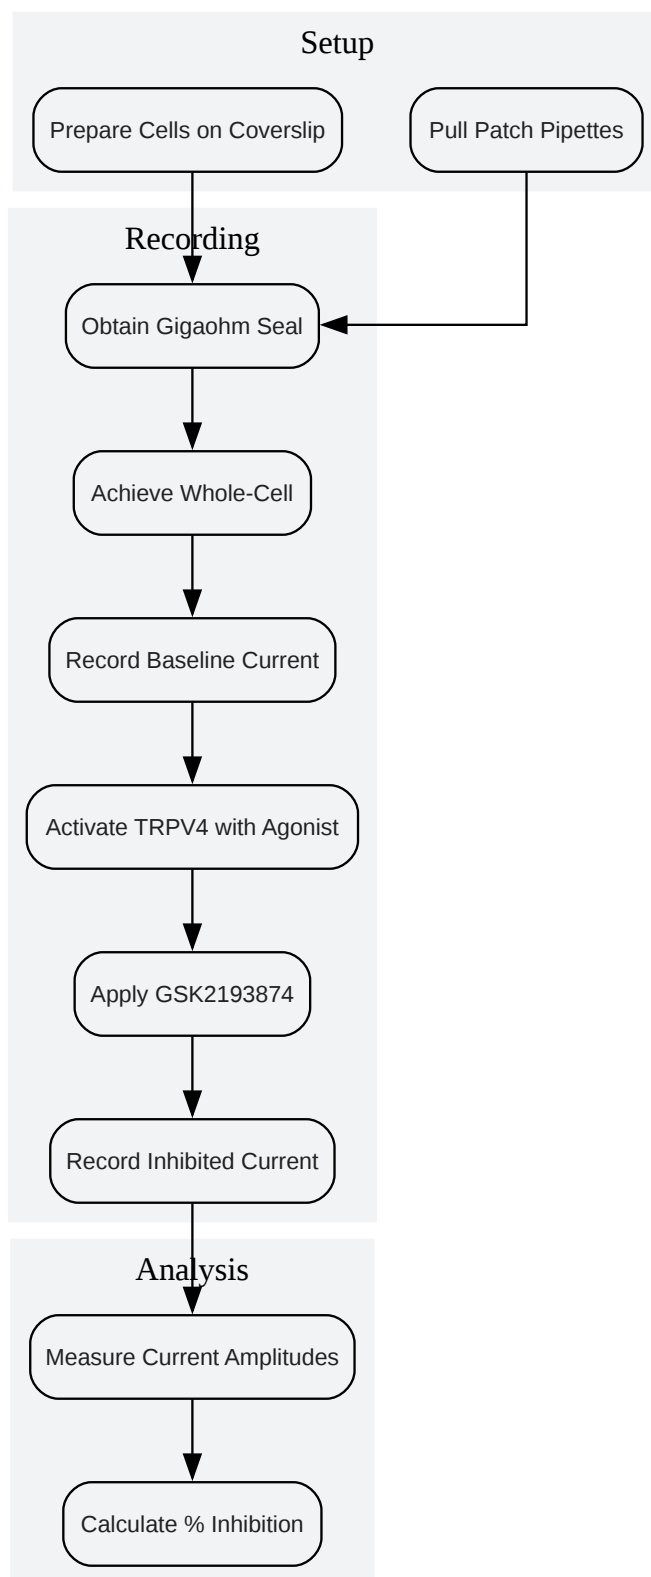 Setup
Prepare Cells on Coverslip
Pull Patch Pipettes
Recording
Obtain Gigaohm Seal
Achieve Whole-Cell
Record Baseline Current
Activate TRPV4 with Agonist
Apply GSK2193874
Record Inhibited Current
Analysis
Measure Current Amplitudes
Calculate % Inhibition